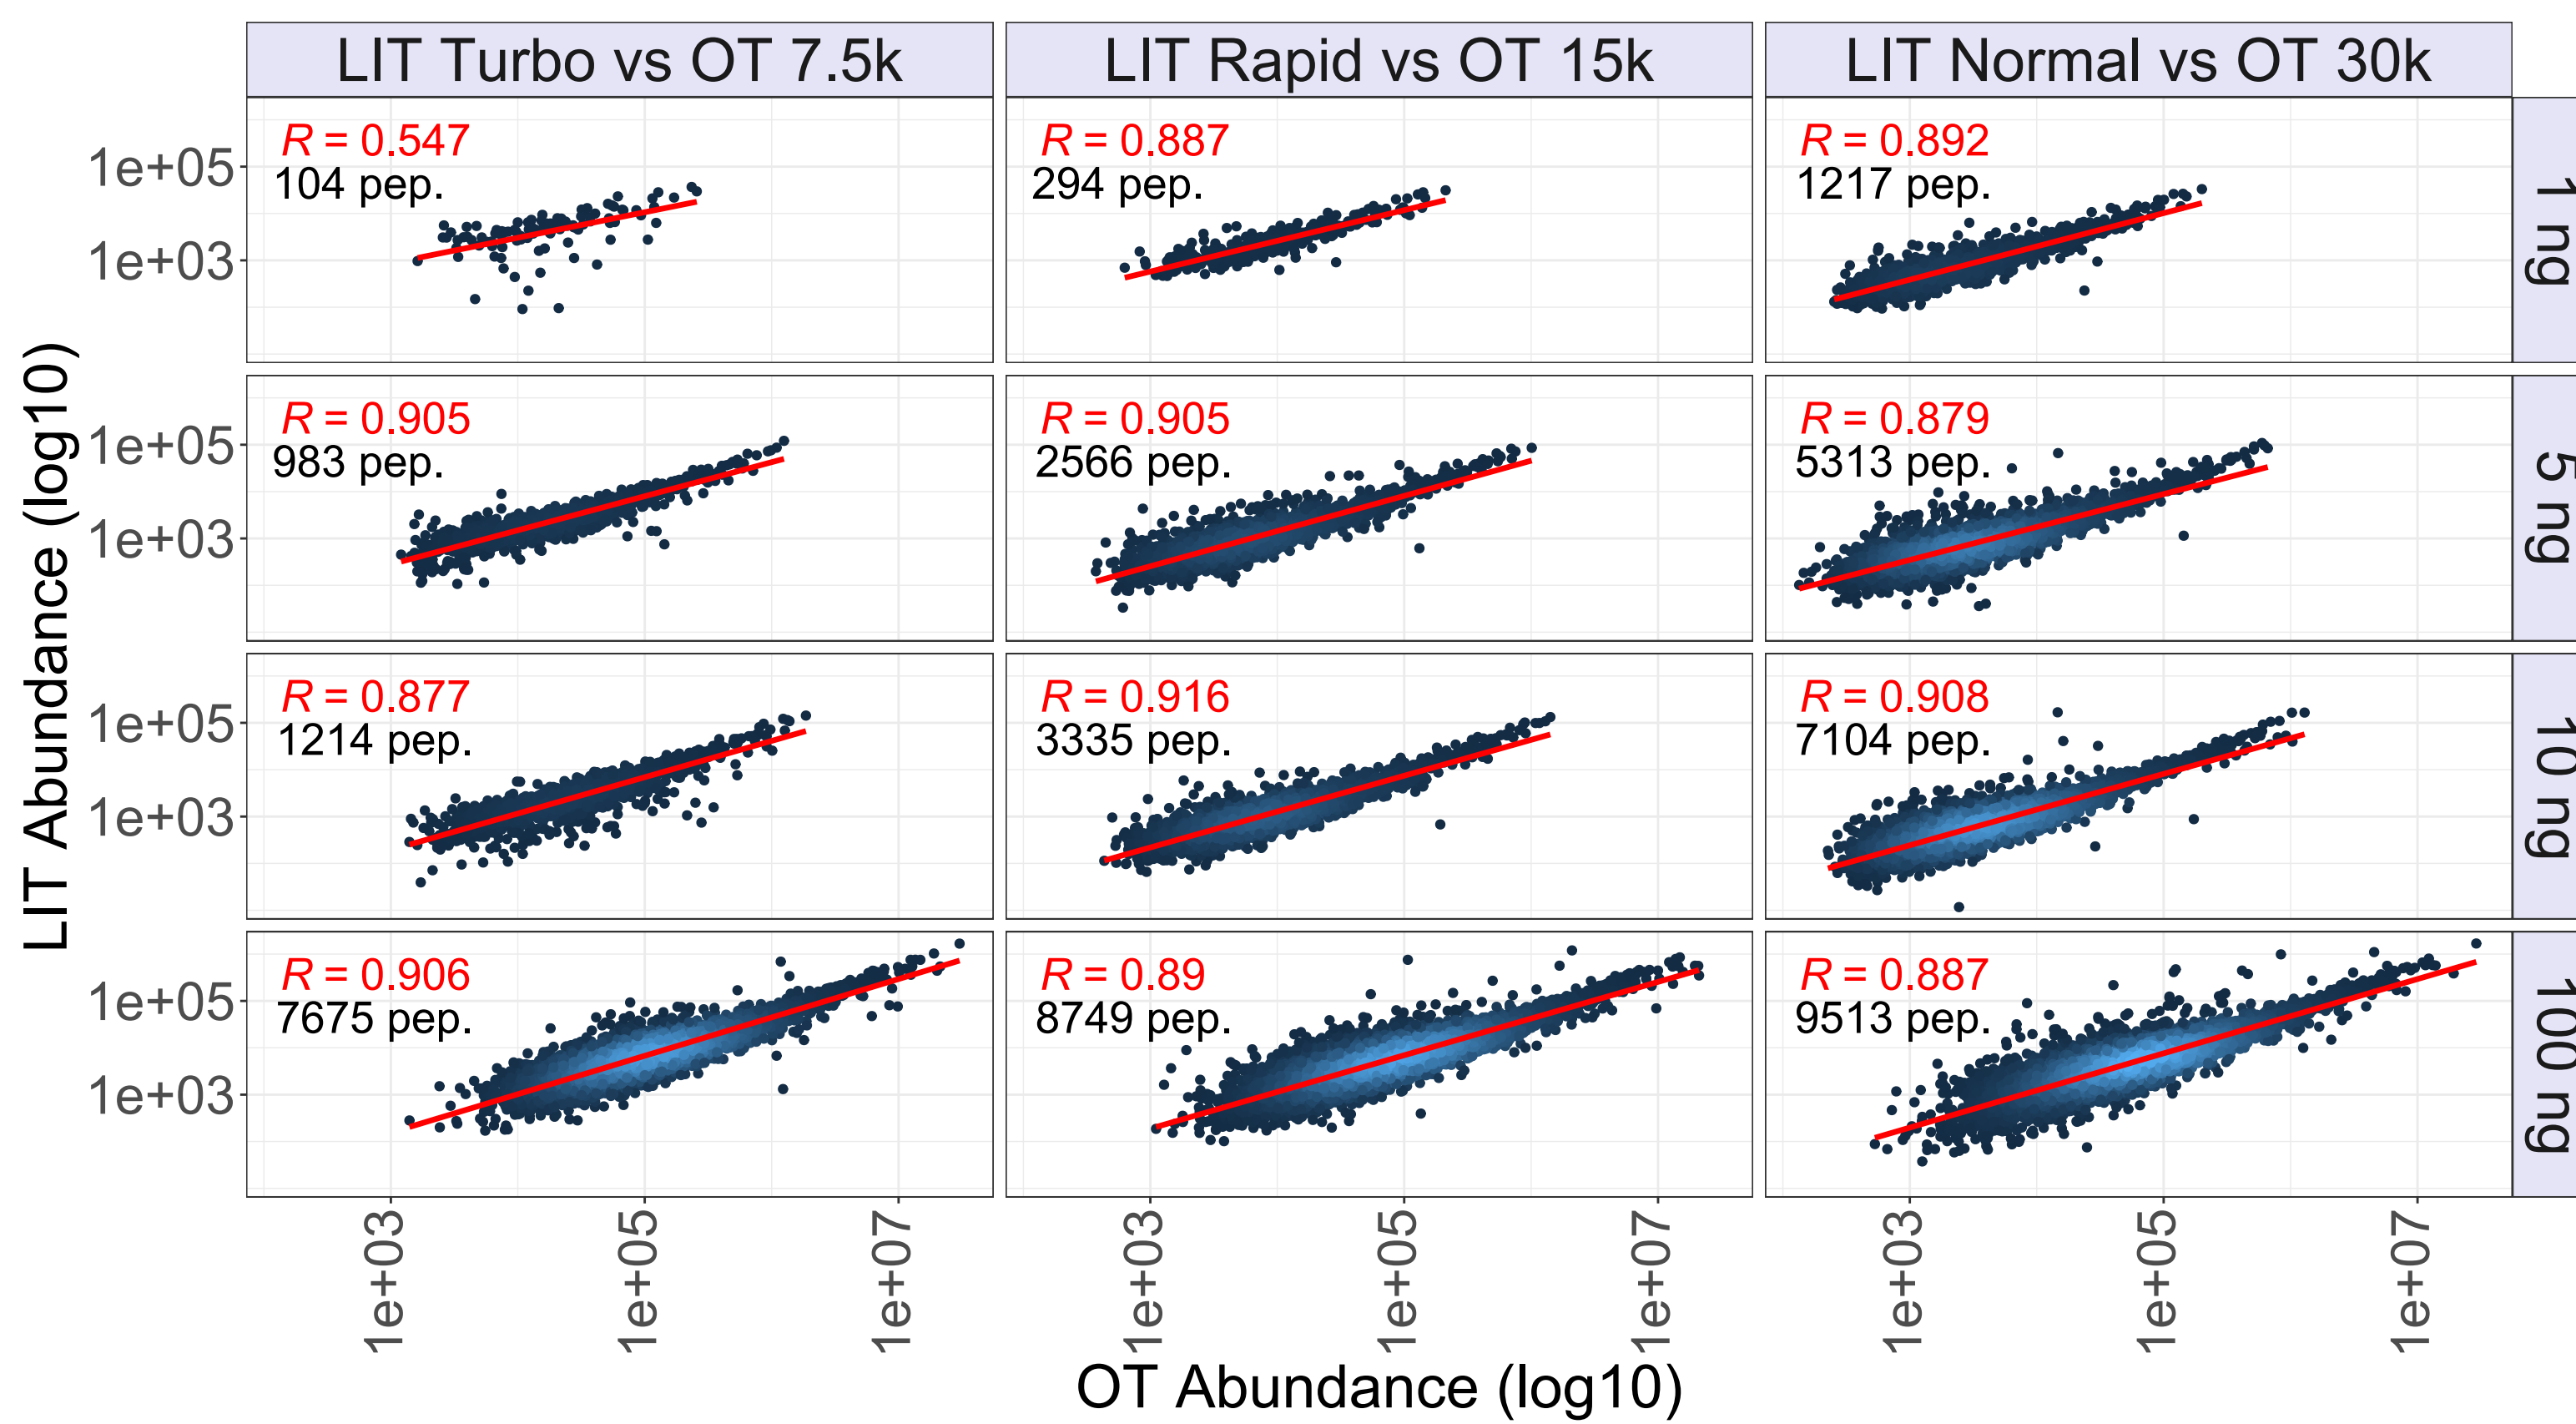 LIT Turbo vs OT 7.5k
LIT Rapid vs OT 15k
LIT Normal vs OT 30k
R = 0.547
104 pep.
R = 0.887
294 pep.
R = 0.892
1217 pep.
1e+05
1e+03
1 ng
R = 0.905
983 pep.
R = 0.905
2566 pep.
R = 0.879
5313 pep.
1e+05
1e+03
5 ng
R = 0.877
1214 pep.
R = 0.916
3335 pep.
R = 0.908
7104 pep.
1e+05
1e+03
10 ng
R = 0.906
7675 pep.
R = 0.89
8749 pep.
R = 0.887
9513 pep.
1e+05
1e+03
100 ng
LIT Abundance (log10)
1e+03
1e+05
1e+07
1e+03
1e+05
1e+07
1e+03
1e+05
1e+07
OT Abundance (log10)